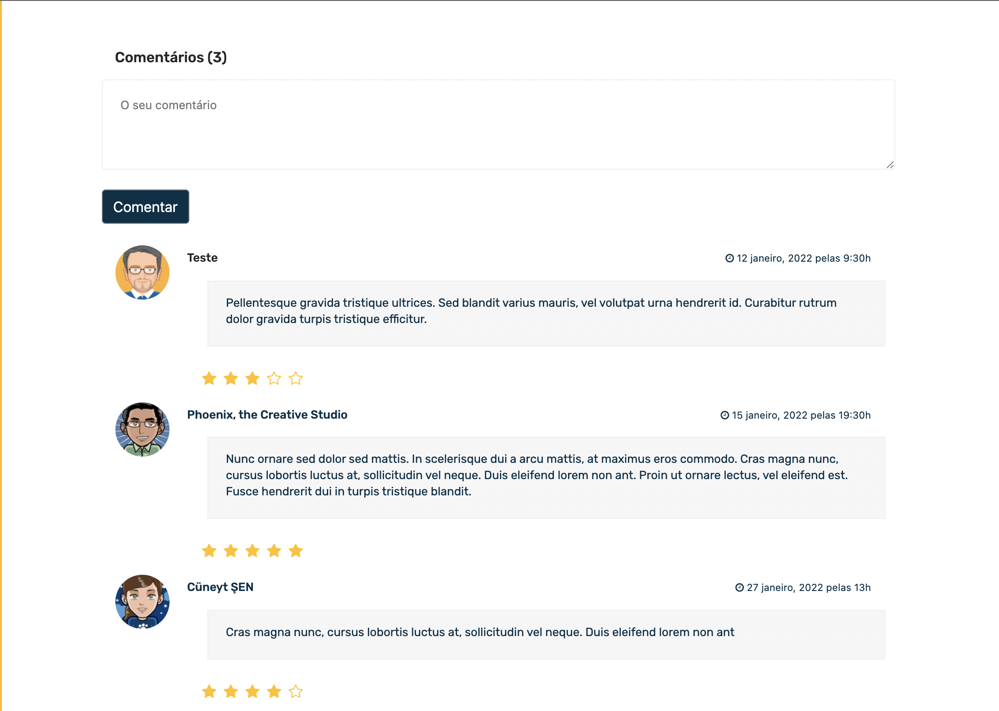 Comentários (3)
O seu comentário
Comentar
Teste
12 janeiro, 2022 pelas 9:30h
Pellentesque gravida tristique ultrices. Sed blandit varius mauris, vel volutpat urna hendrerit id. Curabitur rutrum
dolor gravida turpis tristique efficitur.
Phoenix, the Creative Studio
15 janeiro, 2022 pelas 19:30h
Nunc ornare sed dolor sed mattis. In scelerisque dui a arcu mattis, at maximus eros commodo. Cras magna nunc,
cursus lobortis luctus at, sollicitudin vel neque. Duis eleifend lorem non ant. Proin ut ornare lectus, vel eleifend est.
Fusce hendrerit dui in turpis tristique blandit.
Cüneyt ŞEN
27 janeiro, 2022 pelas 13h
Cras magna nunc, cursus lobortis luctus at, sollicitudin vel neque. Duis eleifend lorem non ant